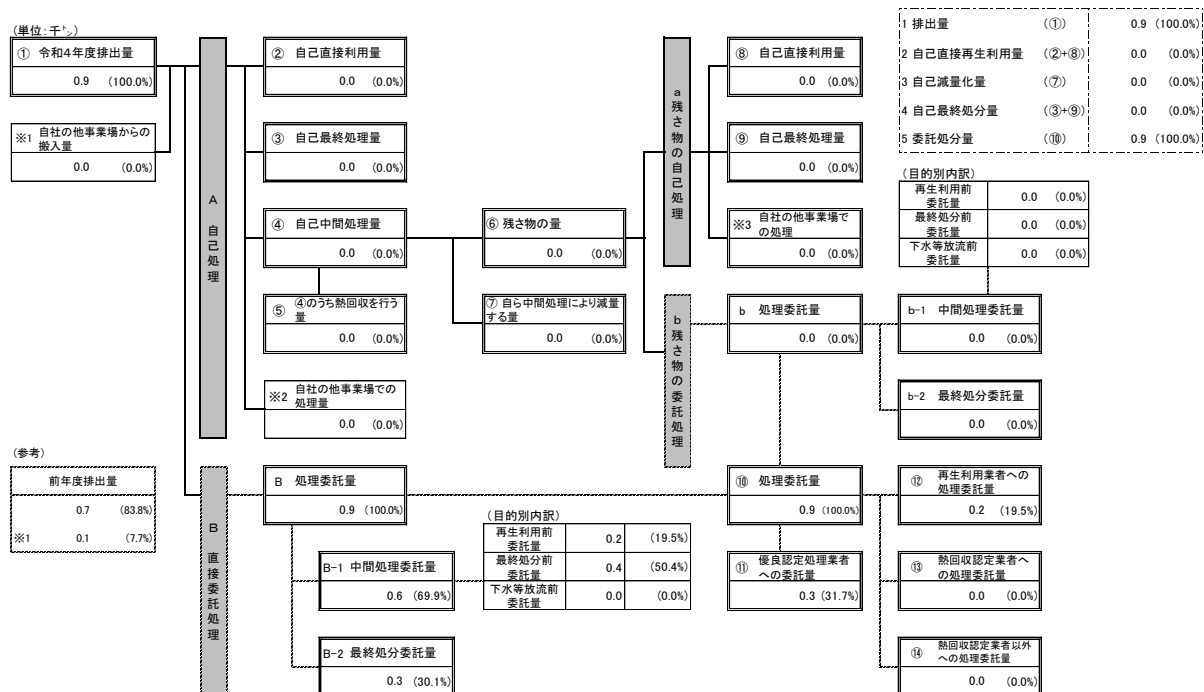 （単位：千㌧）
① 令和4年度排出量
0.9 (100.0%)
※1 自社の他事業場からの
搬入量
0.0 (0.0%)
A 自己処理
② 自己直接利用量
0.0 (0.0%)
③ 自己最終処理量
0.0 (0.0%)
④ 自己中間処理量
0.0 (0.0%)
⑤ ④のうち熱回収を行う
量
0.0 (0.0%)
※2 自社の他事業場での
処理量
0.0 (0.0%)
⑥ 残さ物の量
0.0 (0.0%)
⑦ 自ら中間処理により減量
する量
0.0 (0.0%)
a 残さ物の自己処理
⑧ 自己直接利用量
0.0 (0.0%)
⑨ 自己最終処理量
0.0 (0.0%)
※3 自社の他事業場で
の処理
0.0 (0.0%)
b 残さ物の委託処理
b 処理委託量
0.0 (0.0%)
1 排出量 (①) 0.9 (100.0%)
2 自己直接再生利用量 (②+⑧) 0.0 (0.0%)
3 自己減量化量 (⑦) 0.0 (0.0%)
4 自己最終処分量 (③+⑨) 0.0 (0.0%)
5 委託処分量 (⑩) 0.9 (100.0%)
（目的別内訳）
再生利用前
委託量 0.0 (0.0%)
最終処分前
委託量 0.0 (0.0%)
下水等放流前
委託量 0.0 (0.0%)
b-1 中間処理委託量
0.0 (0.0%)
b-2 最終処分委託量
0.0 (0.0%)
（参考）
前年度排出量
0.7 (83.8%)
※1 0.1 (7.7%)
B 直接委託処理
B 処理委託量
0.9 (100.0%)
B-1 中間処理委託量
0.6 (69.9%)
B-2 最終処分委託量
0.3 (30.1%)
（目的別内訳）
再生利用前
委託量 0.2 (19.5%)
最終処分前
委託量 0.4 (50.4%)
下水等放流前
委託量 0.0 (0.0%)
⑩ 処理委託量
0.9 (100.0%)
⑪ 優良認定処理業者
への委託量
0.3 (31.7%)
⑫ 再生利用業者への
処理委託量
0.2 (19.5%)
⑬ 熱回収認定業者へ
の処理委託量
0.0 (0.0%)
⑭ 熱回収認定業者以外
への処理委託量
0.0 (0.0%)